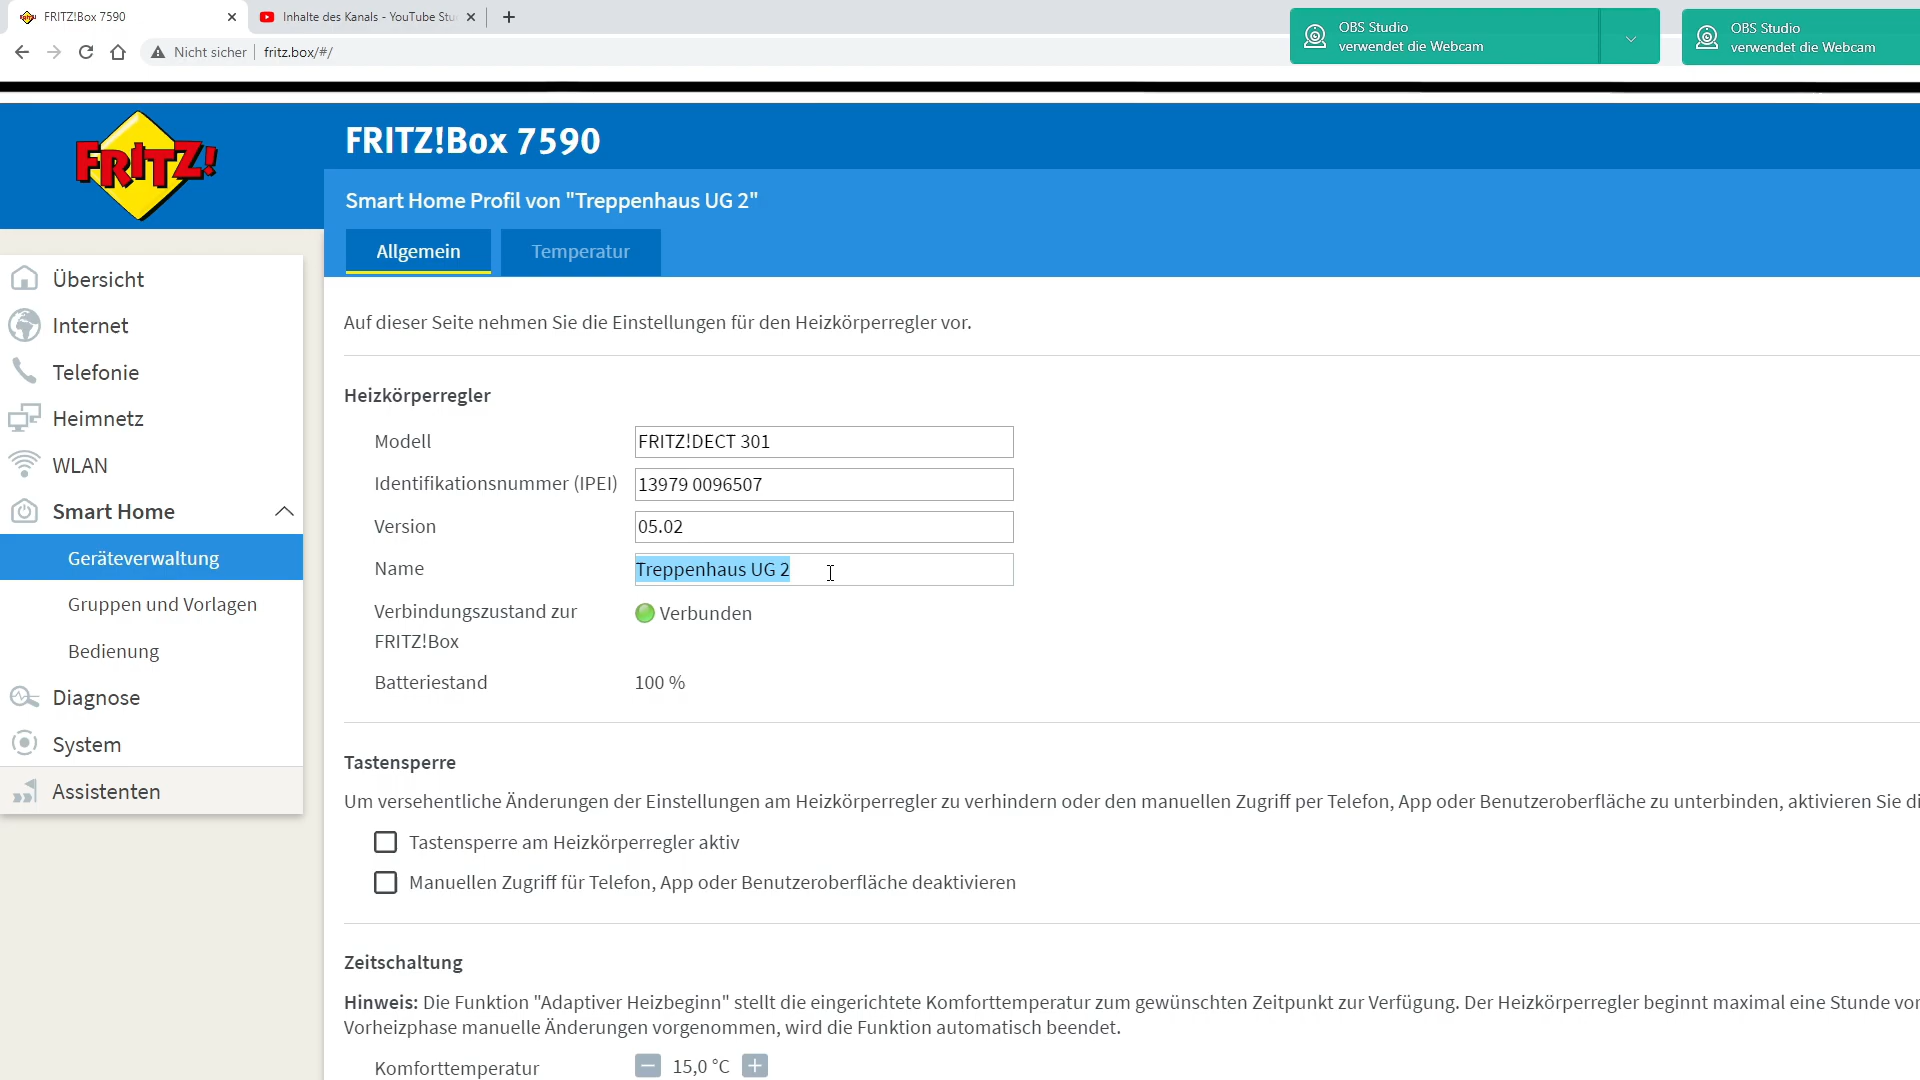 FRITZ!Box 7590
Inhalte des Kanals - YouTube Stu
Nicht sicher
fritz.box/#/
OBS Studio
verwendet die Webcam
OBS Studio
verwendet die Webcam
FRITZ!
FRITZ!Box 7590
Smart Home Profil von "Treppenhaus UG 2"
Allgemein
Temperatur
Übersicht
Internet
Telefonie
Heimnetz
WLAN
Smart Home
Geräteverwaltung
Gruppen und Vorlagen
Bedienung
Diagnose
System
Assistenten
Auf dieser Seite nehmen Sie die Einstellungen für den Heizkörperregler vor.
Heizkörperregler
Modell
FRITZ!DECT 301
Identifikationsnummer (IPEI)
13979 0096507
Version
05.02
Name
Treppenhaus UG 2
Verbindungszustand zur
FRITZ!Box
Verbunden
Batteriestand
100 %
Tastensperre
Um versehentliche Änderungen der Einstellungen am Heizkörperregler zu verhindern oder den manuellen Zugriff per Telefon, App oder Benutzeroberfläche zu unterbinden, aktivieren Sie di
Tastensperre am Heizkörperregler aktiv
Manuellen Zugriff für Telefon, App oder Benutzeroberfläche deaktivieren
Zeitschaltung
Hinweis: Die Funktion "Adaptiver Heizbeginn" stellt die eingerichtete Komforttemperatur zum gewünschten Zeitpunkt zur Verfügung. Der Heizkörperregler beginnt maximal eine Stunde vor
Vorheizphase manuelle Änderungen vorgenommen, wird die Funktion automatisch beendet.
Komforttemperatur
15,0 °C